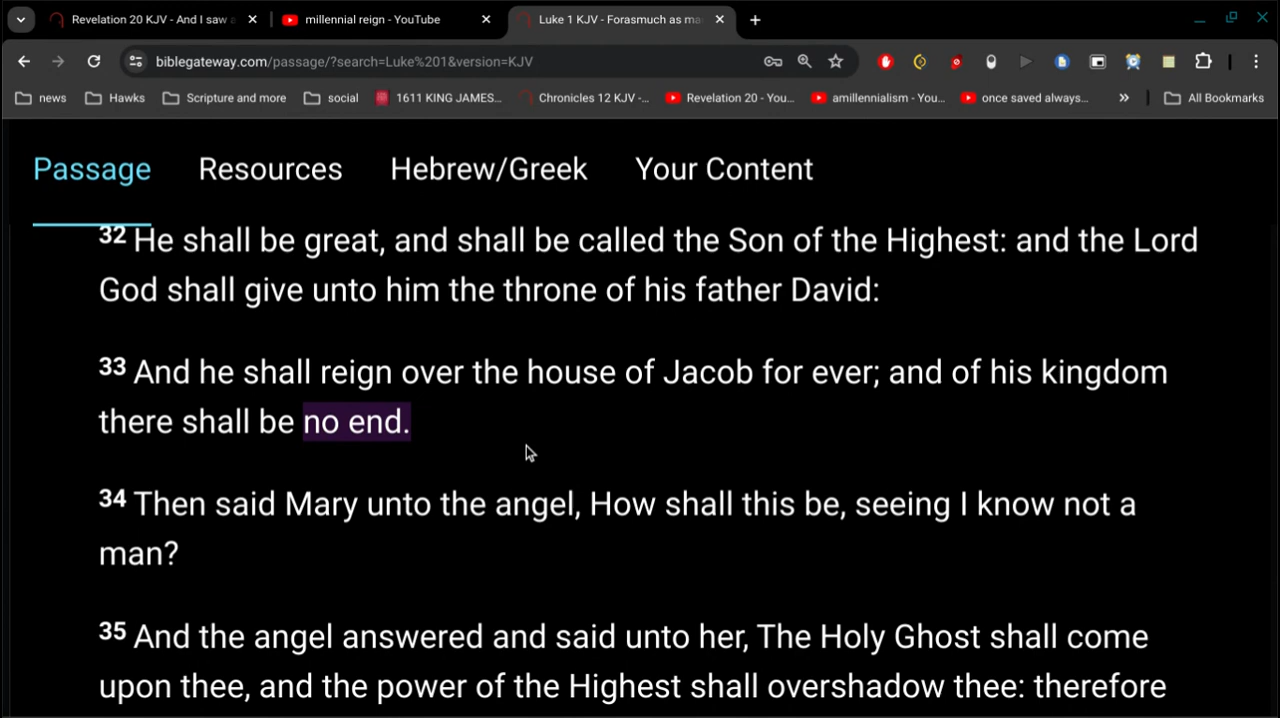 Revelation 20 KJV - And I saw a
millennial reign - YouTube
Luke 1 KJV - Forasmuch as ma
biblegateway.com/passage/?search=Luke%201&version=KJV
news
Hawks
Scripture and more
social
1611 KING JAMES...
Chronicles 12 KJV -...
Revelation 20 - You...
amillennialism - You...
once saved always...
All Bookmarks
Passage
Resources
Hebrew/Greek
Your Content
32 He shall be great, and shall be called the Son of the Highest: and the Lord
God shall give unto him the throne of his father David:
33 And he shall reign over the house of Jacob for ever; and of his kingdom
there shall be no end.
34 Then said Mary unto the angel, How shall this be, seeing I know not a
man?
35 And the angel answered and said unto her, The Holy Ghost shall come
upon thee, and the power of the Highest shall overshadow thee: therefore